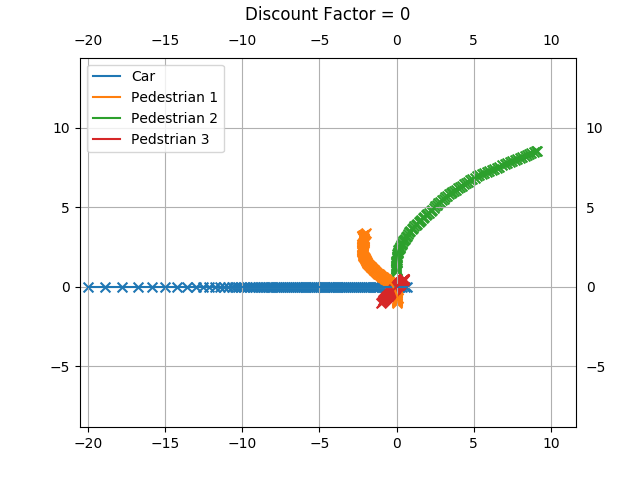 Discount Factor = 0
−20 −15 −10 −5 0 5 10
Car
Pedestrian 1
Pedestrian 2
Pedstrian 3
10 10
5 5
0 0
−5 −5
−20 −15 −10 −5 0 5 10